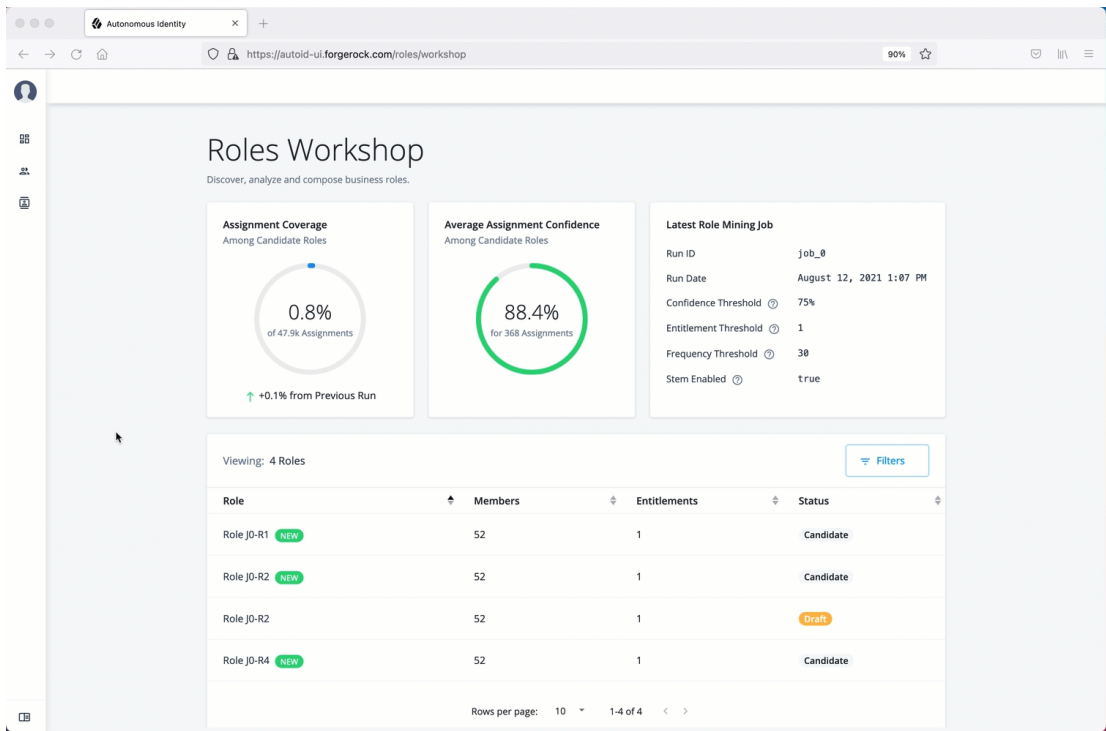 Autonomous Identity
https://autoid-ui.forgerock.com/roles/workshop
90%
Roles Workshop
Discover, analyze and compose business roles.
Assignment Coverage
Among Candidate Roles
0.8%
of 47.9k Assignments
+0.1% from Previous Run
Average Assignment Confidence
Among Candidate Roles
88.4%
for 368 Assignments
Latest Role Mining Job
Run ID job_0
Run Date August 12, 2021 1:07 PM
Confidence Threshold 75%
Entitlement Threshold 1
Frequency Threshold 30
Stem Enabled true
Viewing: 4 Roles
Filters
Role Members Entitlements Status
Role J0-R1 NEW 52 1 Candidate
Role J0-R2 NEW 52 1 Candidate
Role J0-R2 52 1 Draft
Role J0-R4 NEW 52 1 Candidate
Rows per page: 10 1-4 of 4